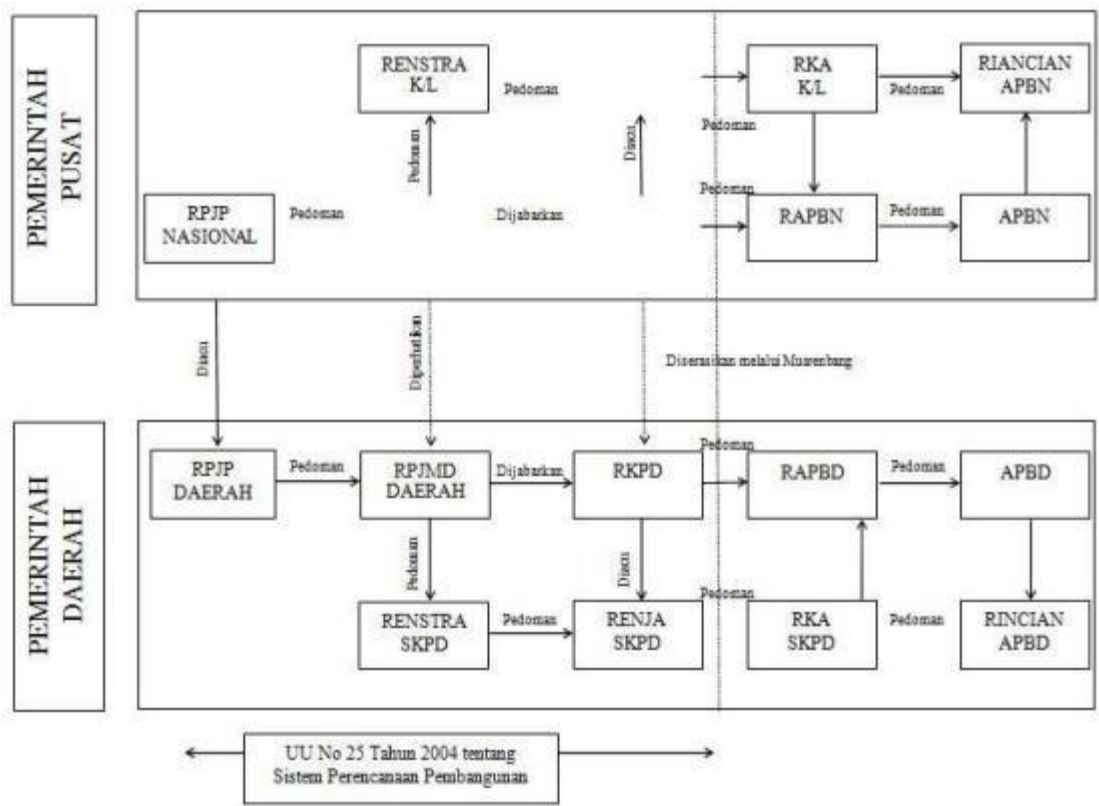 PEMERINTAH
PUSAT
RENSTRA
K/L
Pedoman
RKA
K/L
Pedoman
RIANCIAN
APBN
Pedoman
Diacu
Pedoman
Pedoman
RPJP
NASIONAL
Pedoman
Dijabarkan
RAPBN
Pedoman
APBN
Diacu
Diperhatikan
Diserasikan melalui Musrenbang
PEMERINTAH
DAERAH
RPJP
DAERAH
Pedoman
RPJMD
DAERAH
Dijabarkan
RKPD
Pedoman
RAPBD
Pedoman
APBD
Pedoman
Diacu
RENSTRA
SKPD
Pedoman
RENJA
SKPD
Pedoman
RKA
SKPD
Pedoman
RINCIAN
APBD
UU No 25 Tahun 2004 tentang
Sistem Perencanaan Pembangunan